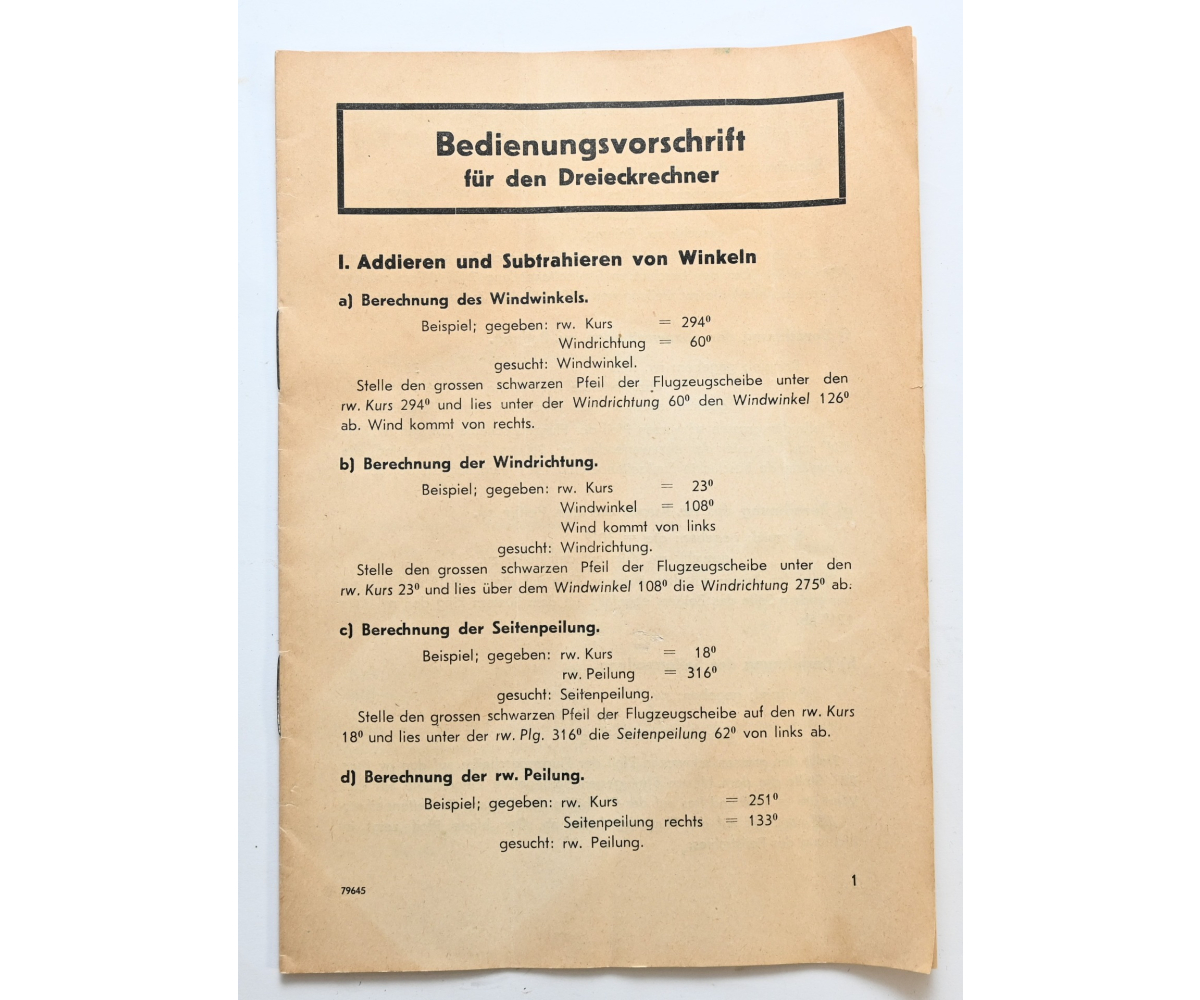 Bedienungsvorschrift
für den Dreieckrechner
I. Addieren und Subtrahieren von Winkeln
a) Berechnung des Windwinkels.
Beispiel; gegeben: rw. Kurs = 294⁰
Windrichtung = 60⁰
gesucht: Windwinkel.
Stelle den grossen schwarzen Pfeil der Flugzeugscheibe unter den
rw. Kurs 294⁰ und lies unter der Windrichtung 60⁰ den Windwinkel 126⁰
ab. Wind kommt von rechts.
b) Berechnung der Windrichtung.
Beispiel; gegeben: rw. Kurs = 23⁰
Windwinkel = 108⁰
Wind kommt von links
gesucht: Windrichtung.
Stelle den grossen schwarzen Pfeil der Flugzeugscheibe unter den
rw. Kurs 23⁰ und lies über dem Windwinkel 108⁰ die Windrichtung 275⁰ ab.
c) Berechnung der Seitenpeilung.
Beispiel; gegeben: rw. Kurs = 18⁰
rw. Peilung = 316⁰
gesucht: Seitenpeilung.
Stelle den grossen schwarzen Pfeil der Flugzeugscheibe auf den rw. Kurs
18⁰ und lies unter der rw. Plg. 316⁰ die Seitenpeilung 62⁰ von links ab.
d) Berechnung der rw. Peilung.
Beispiel; gegeben: rw. Kurs = 251⁰
Seitenpeilung rechts = 133⁰
gesucht: rw. Peilung.
79645
1